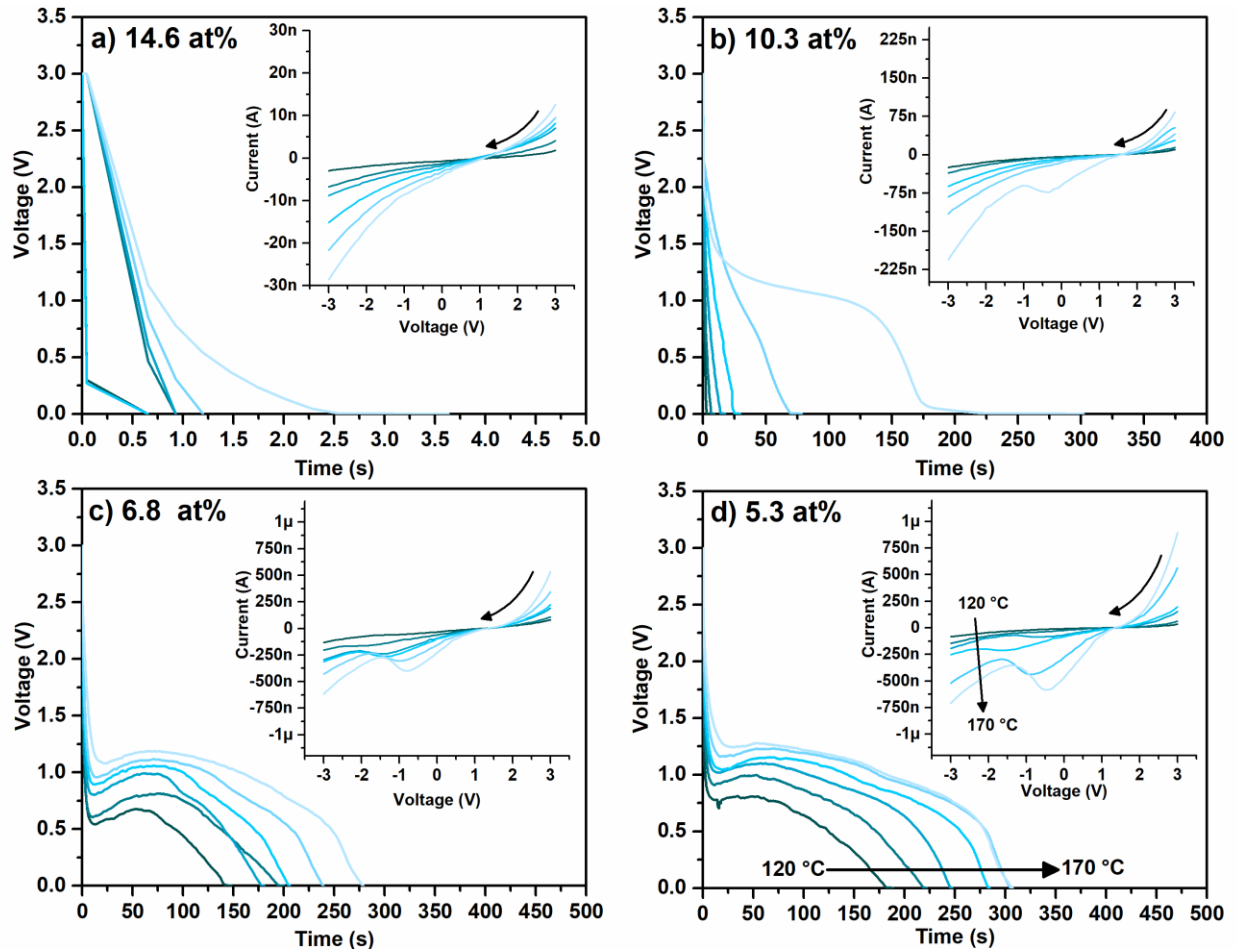 a) 14.6 at%
3.5
3.0
2.5
2.0
1.5
1.0
0.5
0.0
Voltage (V)
0.0 0.5 1.0 1.5 2.0 2.5 3.0 3.5 4.0 4.5 5.0
Time (s)
30n
20n
10n
0
-10n
-20n
-30n
Current (A)
-3 -2 -1 0 1 2 3
Voltage (V)
b) 10.3 at%
3.5
3.0
2.5
2.0
1.5
1.0
0.5
0.0
Voltage (V)
0 50 100 150 200 250 300 350 400
Time (s)
225n
150n
75n
0
-75n
-150n
-225n
Current (A)
-3 -2 -1 0 1 2 3
Voltage (V)
c) 6.8 at%
3.5
3.0
2.5
2.0
1.5
1.0
0.5
0.0
Voltage (V)
0 50 100 150 200 250 300 350 400 450 500
Time (s)
1µ
750n
500n
250n
0
-250n
-500n
-750n
-1µ
Current (A)
-3 -2 -1 0 1 2 3
Voltage (V)
d) 5.3 at%
3.5
3.0
2.5
2.0
1.5
1.0
0.5
0.0
Voltage (V)
0 50 100 150 200 250 300 350 400 450 500
Time (s)
120 °C 170 °C
1µ
750n
500n
250n
0
-250n
-500n
-750n
-1µ
Current (A)
120 °C
170 °C
-3 -2 -1 0 1 2 3
Voltage (V)